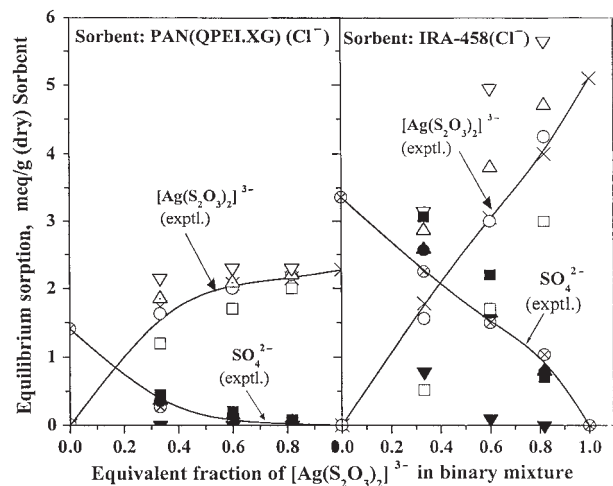 Sorbent: PAN(QPEI.XG) (Cl⁻)
Sorbent: IRA-458(Cl⁻)
Equilibrium sorption, meq/g (dry) Sorbent
6
5
4
3
2
1
0
[Ag(S₂O₃)₂]³⁻
(exptl.)
SO₄²⁻
(exptl.)
[Ag(S₂O₃)₂]³⁻
(exptl.)
SO₄²⁻
(exptl.)
0.0 0.2 0.4 0.6 0.8 0.2 0.4 0.6 0.8 1.0
Equivalent fraction of [Ag(S₂O₃)₂]³⁻ in binary mixture